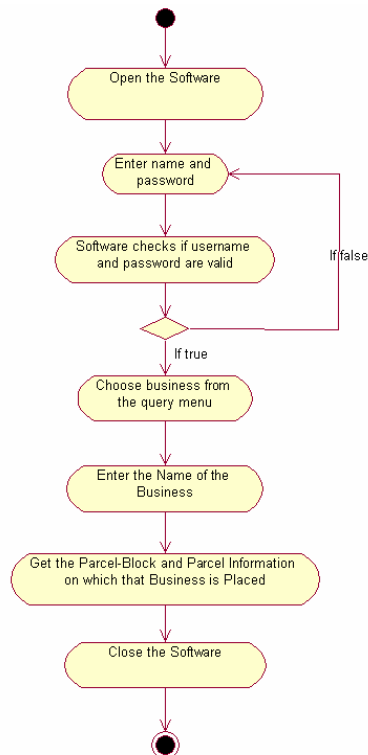 Open the Software
Enter name and
password
Software checks if username
and password are valid
If false
If true
Choose business from
the query menu
Enter the Name of the
Business
Get the Parcel-Block and Parcel Information
on which that Business is Placed
Close the Software